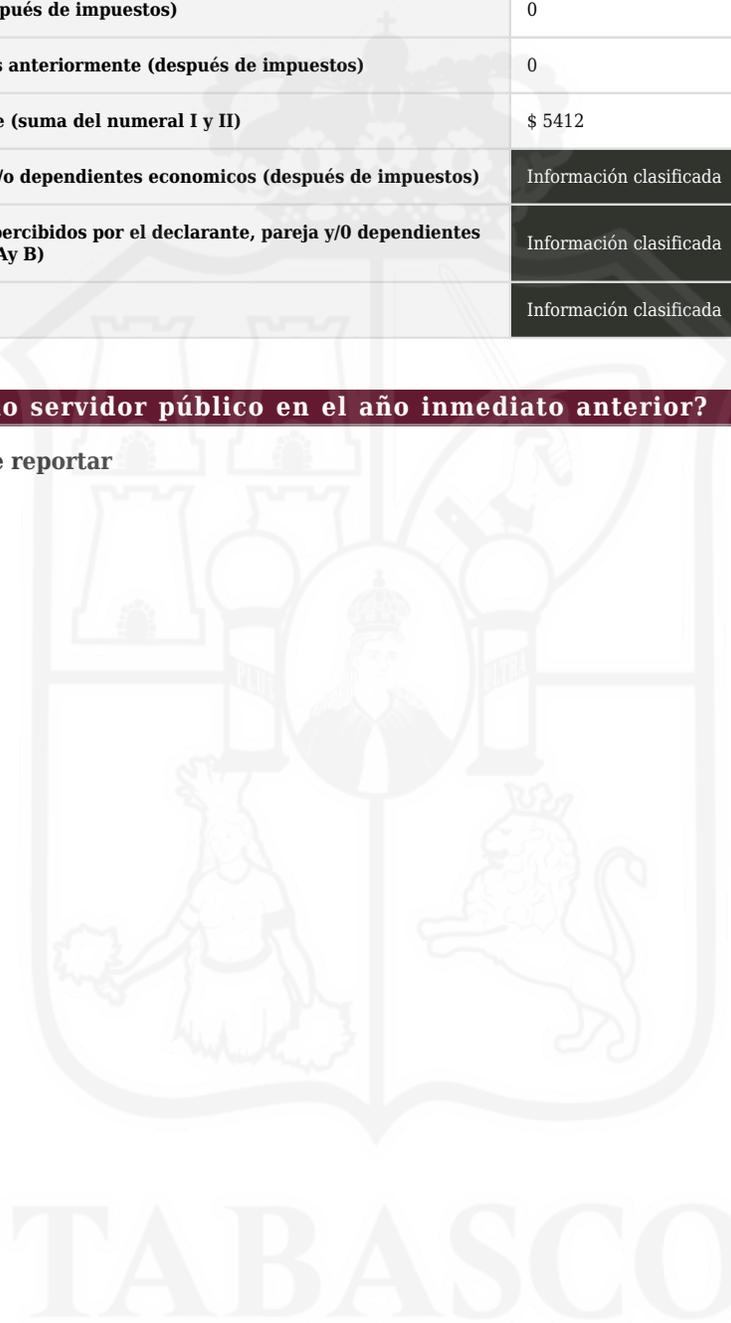 pués de impuestos) 0
s anteriormente (después de impuestos) 0
e (suma del numeral I y II) $ 5412
/o dependientes economicos (después de impuestos) Información clasificada
percibidos por el declarante, pareja y/0 dependientes
Ay B) Información clasificada
Información clasificada
o servidor público en el año inmediato anterior?
e reportar
PLUS ULTRA
TABASCO